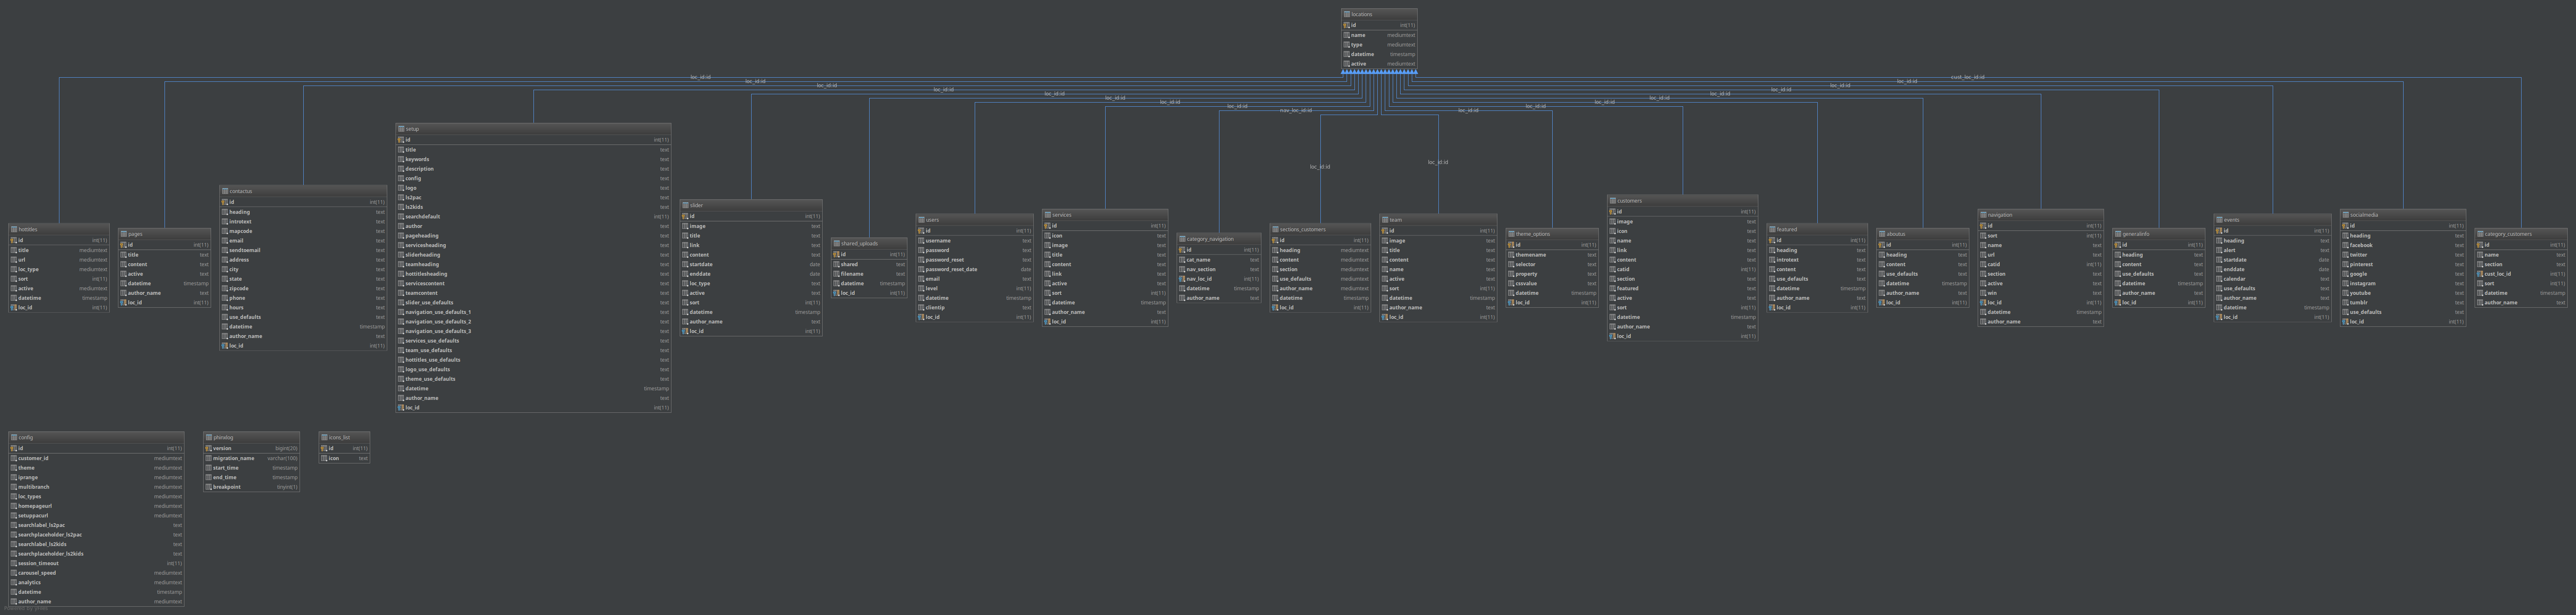 locations
id int(11)
name mediumtext
type mediumtext
datetime timestamp
active mediumtext
loc_id:id
loc_id:id
loc_id:id
loc_id:id
loc_id:id
loc_id:id
loc_id:id
loc_id:id
nav_loc_id:id
loc_id:id
loc_id:id
loc_id:id
loc_id:id
loc_id:id
loc_id:id
loc_id:id
loc_id:id
loc_id:id
loc_id:id
cust_loc_id:id
hottitles
id int(11)
title mediumtext
url mediumtext
loc_type mediumtext
sort int(11)
active mediumtext
datetime timestamp
loc_id int(11)
pages
id int(11)
title text
content text
active text
datetime timestamp
author_name text
loc_id int(11)
contactus
id int(11)
heading text
introtext text
mapcode text
email text
sendtoemail text
address text
city text
state text
zipcode text
phone text
hours text
use_defaults text
datetime timestamp
author_name text
loc_id int(11)
setup
id int(11)
title text
keywords text
description text
config text
logo text
ls2pac text
ls2kids text
searchdefault int(11)
author text
pageheading text
servicesheading text
sliderheading text
teamheading text
hottitlesheading text
servicescontent text
teamcontent text
slider_use_defaults text
navigation_use_defaults_1 text
navigation_use_defaults_2 text
navigation_use_defaults_3 text
services_use_defaults text
team_use_defaults text
hottitles_use_defaults text
logo_use_defaults text
theme_use_defaults text
datetime timestamp
author_name text
loc_id int(11)
slider
id int(11)
image text
title text
link text
content text
startdate date
enddate date
loc_type text
active text
sort int(11)
datetime timestamp
author_name text
loc_id int(11)
shared_uploads
id int(11)
shared text
filename text
datetime timestamp
loc_id int(11)
users
id int(11)
username text
password text
password_reset text
password_reset_date date
email text
level int(11)
datetime timestamp
clientip text
loc_id int(11)
services
id int(11)
icon text
image text
title text
content text
link text
active text
sort int(11)
datetime timestamp
author_name text
loc_id int(11)
category_navigation
id int(11)
cat_name text
nav_section text
nav_loc_id int(11)
datetime timestamp
author_name text
sections_customers
id int(11)
heading mediumtext
content mediumtext
section mediumtext
use_defaults mediumtext
author_name mediumtext
datetime timestamp
loc_id int(11)
team
id int(11)
image text
title text
content text
name text
active text
sort int(11)
datetime timestamp
author_name text
loc_id int(11)
theme_options
id int(11)
themename text
selector text
property text
cssvalue text
datetime timestamp
loc_id int(11)
customers
id int(11)
image text
icon text
name text
link text
content text
catid int(11)
section text
featured text
active text
sort int(11)
datetime timestamp
author_name text
loc_id int(11)
featured
id int(11)
heading text
introtext text
content text
use_defaults text
datetime timestamp
author_name text
loc_id int(11)
aboutus
id int(11)
heading text
content text
use_defaults text
datetime timestamp
author_name text
loc_id int(11)
navigation
id int(11)
sort int(11)
name text
url text
catid int(11)
section text
active text
win text
loc_id int(11)
datetime timestamp
author_name text
generalinfo
id int(11)
heading text
content text
use_defaults text
datetime timestamp
author_name text
loc_id int(11)
events
id int(11)
heading text
alert text
startdate date
enddate date
calendar text
use_defaults text
author_name text
datetime timestamp
loc_id int(11)
socialmedia
id int(11)
heading text
facebook text
twitter text
pinterest text
google text
instagram text
youtube text
tumblr text
use_defaults text
loc_id int(11)
category_customers
id int(11)
name text
section text
cust_loc_id int(11)
sort int(11)
datetime timestamp
author_name text
config
id int(11)
customer_id mediumtext
theme mediumtext
iprange mediumtext
multibranch mediumtext
loc_types mediumtext
homepageurl mediumtext
setuppacurl mediumtext
searchlabel_ls2pac text
searchplaceholder_ls2pac text
searchlabel_ls2kids text
searchplaceholder_ls2kids text
session_timeout int(11)
carousel_speed mediumtext
analytics mediumtext
datetime timestamp
author_name mediumtext
phinxlog
version bigint(20)
migration_name varchar(100)
start_time timestamp
end_time timestamp
breakpoint tinyint(1)
icons_list
id int(11)
icon text
Powered by yFiles